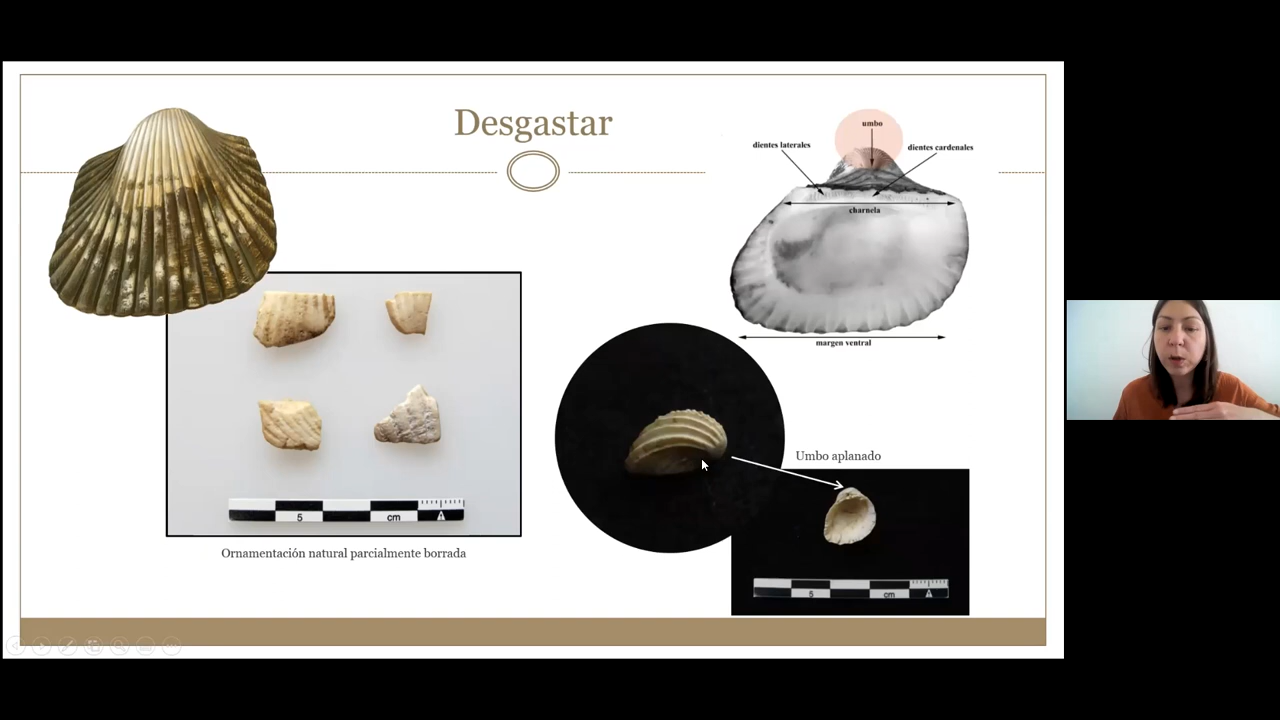 Desgastar
umbo
dientes laterales
dientes cardenales
charnela
margen ventral
5 cm
Ornamentación natural parcialmente borrada
Umbo aplanado
5 cm